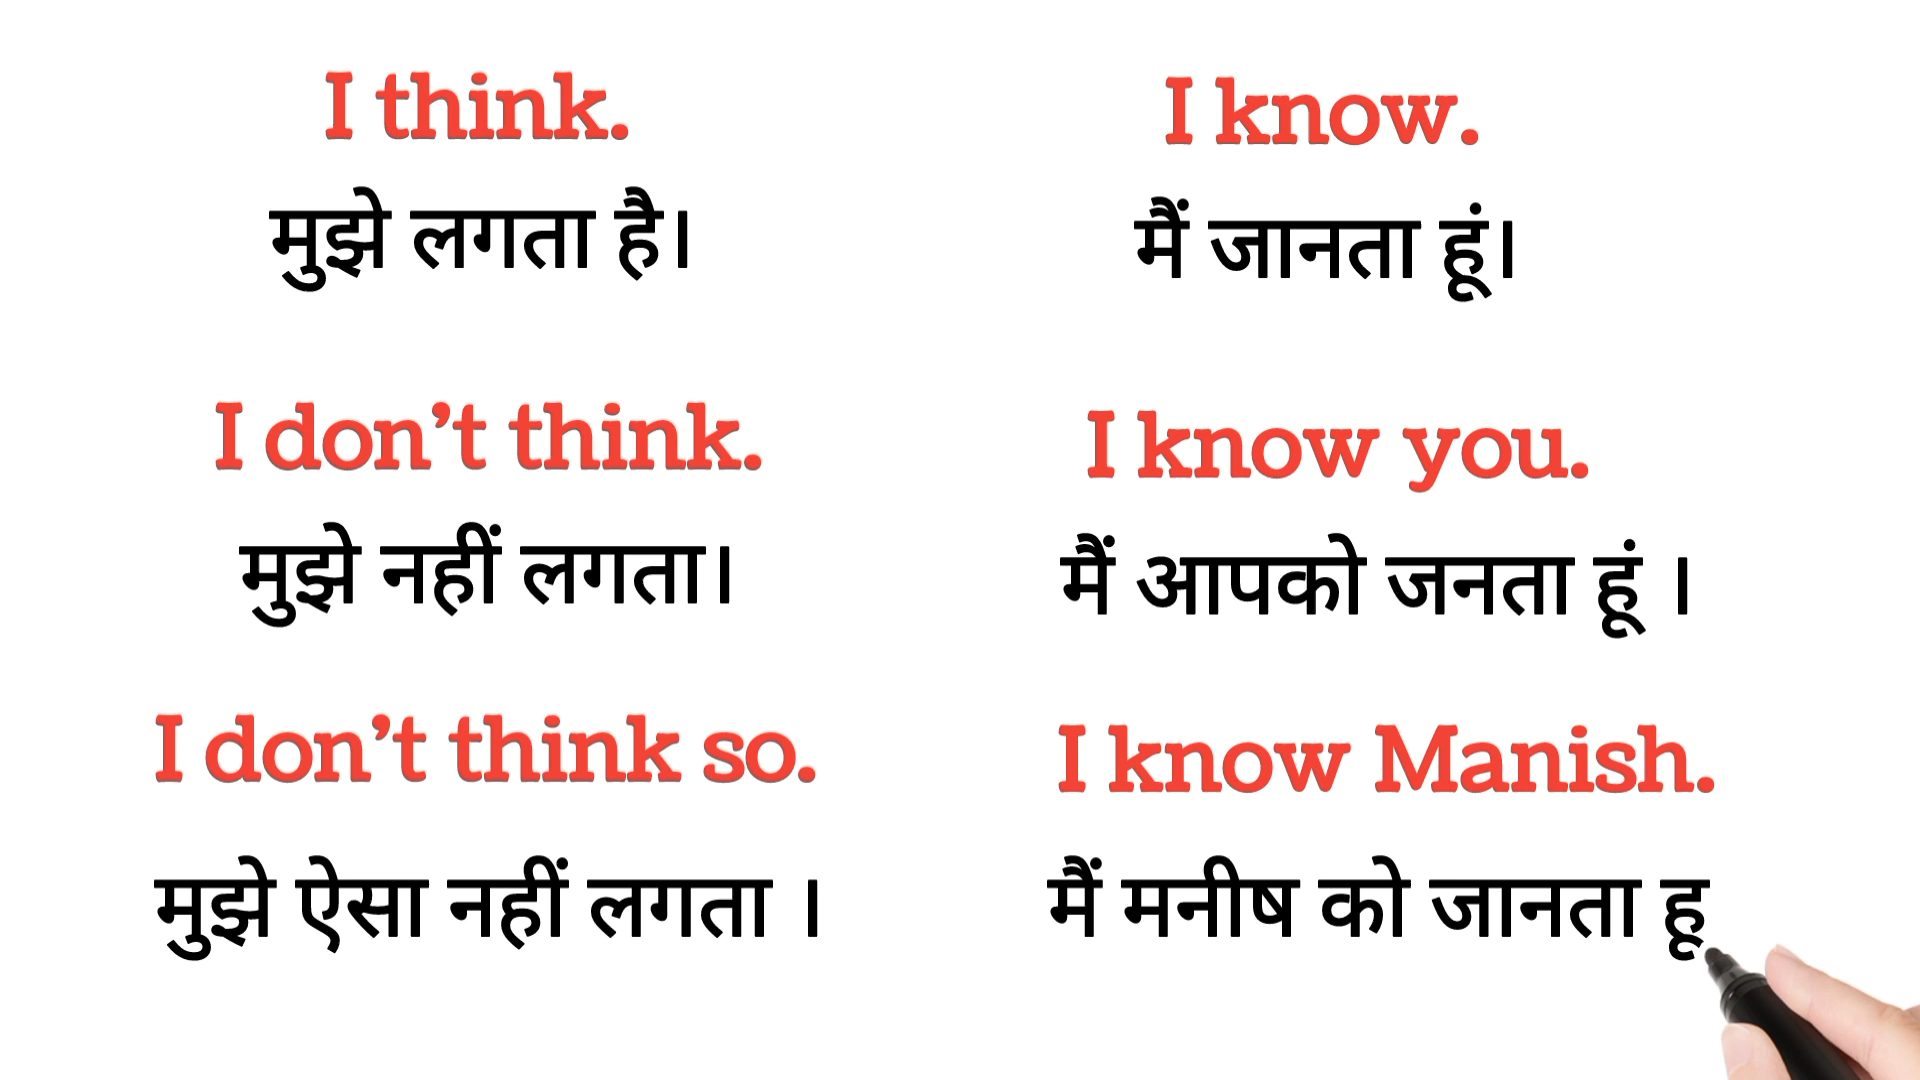 I think.
मुझे लगता है।
I don’t think.
मुझे नहीं लगता।
I don’t think so.
मुझे ऐसा नहीं लगता ।
I know.
मैं जानता हूं।
I know you.
मैं आपको जनता हूं ।
I know Manish.
मैं मनीष को जानता हू